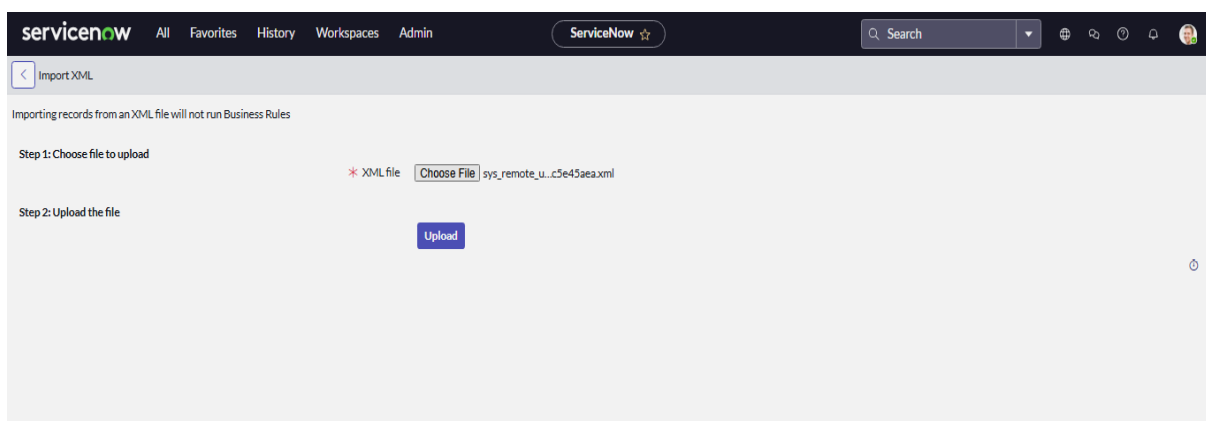 servicenow All Favorites History Workspaces Admin ServiceNow Search
Import XML
Importing records from an XML file will not run Business Rules
Step 1: Choose file to upload
* XML file Choose File sys_remote_u...c5e45aea.xml
Step 2: Upload the file
Upload